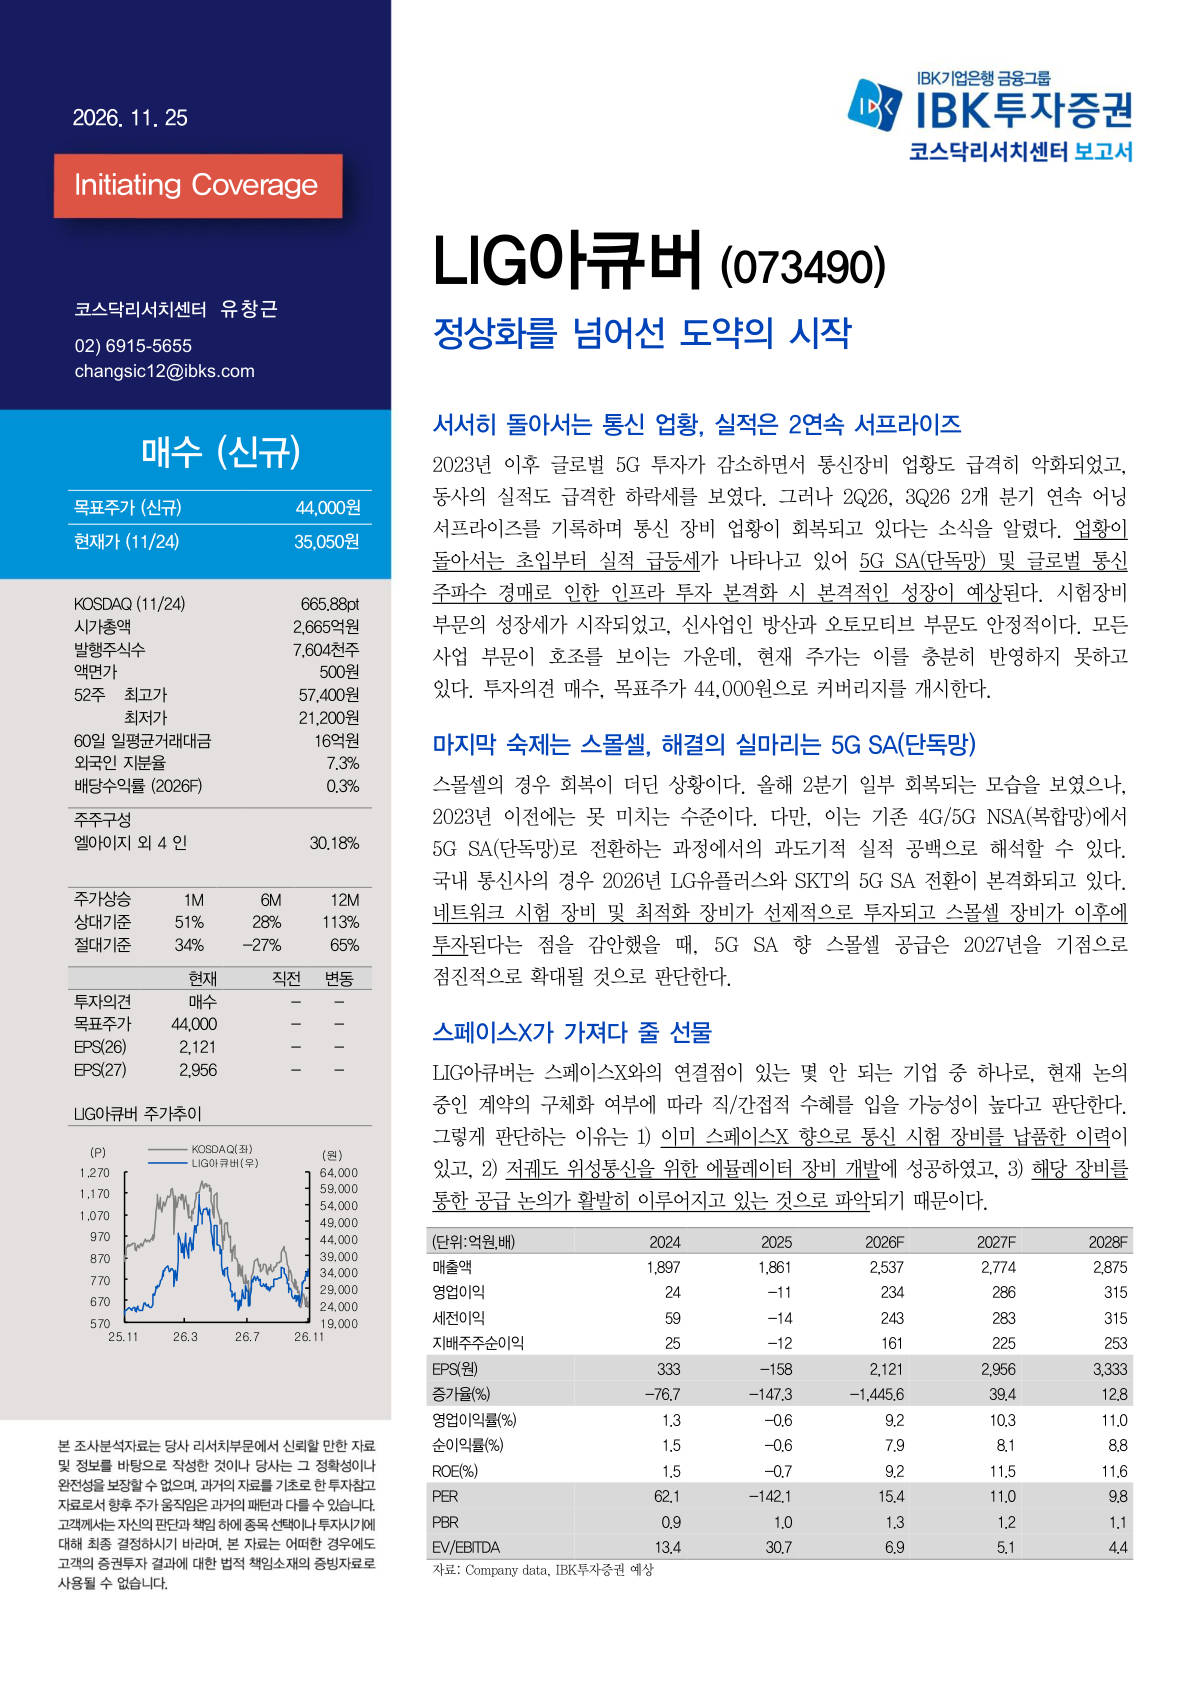 2026. 11. 25
Initiating Coverage
코스닥리서치센터 유창근
02) 6915-5655
changsic12@ibks.com
매수 (신규)
목표주가 (신규) 44,000원
현재가 (11/24) 35,050원
KOSDAQ (11/24) 665.88pt
시가총액 2,665억원
발행주식수 7,604천주
액면가 500원
52주 최고가 57,400원
최저가 21,200원
60일 일평균거래대금 16억원
외국인 지분율 7.3%
배당수익률 (2026F) 0.3%
주주구성
엘아이지 외 4 인 30.18%
주가상승 1M 6M 12M
상대기준 51% 28% 113%
절대기준 34% -27% 65%
현재 직전 변동
투자의견 매수 - -
목표주가 44,000 - -
EPS(26) 2,121 - -
EPS(27) 2,956 - -
LIG아큐버 주가추이
(P) KOSDAQ(좌) (원)
LIG아큐버(우)
1,270 64,000
1,170 59,000
1,070 54,000
970 49,000
870 44,000
770 39,000
670 34,000
570 29,000
24,000
19,000
25.11 26.3 26.7 26.11
본 조사분석자료는 당사 리서치부문에서 신뢰할 만한 자료
및 정보를 바탕으로 작성한 것이나 당사는 그 정확성이나
완전성을 보장할 수 없으며, 과거의 자료를 기초로 한 투자참고
자료로서 향후 주가 움직임은 과거의 패턴과 다를 수 있습니다.
고객께서는 자신의 판단과 책임 하에 종목 선택이나 투자시기에
대해 최종 결정하시기 바라며, 본 자료는 어떠한 경우에도
고객의 증권투자 결과에 대한 법적 책임소재의 증빙자료로
사용될 수 없습니다.
IBK기업은행 금융그룹
IBK투자증권
코스닥리서치센터 보고서
LIG아큐버 (073490)
정상화를 넘어선 도약의 시작
서서히 돌아서는 통신 업황, 실적은 2연속 서프라이즈
2023년 이후 글로벌 5G 투자가 감소하면서 통신장비 업황도 급격히 악화되었고,
동사의 실적도 급격한 하락세를 보였다. 그러나 2Q26, 3Q26 2개 분기 연속 어닝
서프라이즈를 기록하며 통신 장비 업황이 회복되고 있다는 소식을 알렸다. 업황이
돌아서는 초입부터 실적 급등세가 나타나고 있어 5G SA(단독망) 및 글로벌 통신
주파수 경매로 인한 인프라 투자 본격화 시 본격적인 성장이 예상된다. 시험장비
부문의 성장세가 시작되었고, 신사업인 방산과 오토모티브 부문도 안정적이다. 모든
사업 부문이 호조를 보이는 가운데, 현재 주가는 이를 충분히 반영하지 못하고
있다. 투자의견 매수, 목표주가 44,000원으로 커버리지를 개시한다.
마지막 숙제는 스몰셀, 해결의 실마리는 5G SA(단독망)
스몰셀의 경우 회복이 더딘 상황이다. 올해 2분기 일부 회복되는 모습을 보였으나,
2023년 이전에는 못 미치는 수준이다. 다만, 이는 기존 4G/5G NSA(복합망)에서
5G SA(단독망)로 전환하는 과정에서의 과도기적 실적 공백으로 해석할 수 있다.
국내 통신사의 경우 2026년 LG유플러스와 SKT의 5G SA 전환이 본격화되고 있다.
네트워크 시험 장비 및 최적화 장비가 선제적으로 투자되고 스몰셀 장비가 이후에
투자된다는 점을 감안했을 때, 5G SA 향 스몰셀 공급은 2027년을 기점으로
점진적으로 확대될 것으로 판단한다.
스페이스X가 가져다 줄 선물
LIG아큐버는 스페이스X와의 연결점이 있는 몇 안 되는 기업 중 하나로, 현재 논의
중인 계약의 구체화 여부에 따라 직/간접적 수혜를 입을 가능성이 높다고 판단한다.
그렇게 판단하는 이유는 1) 이미 스페이스X 향으로 통신 시험 장비를 납품한 이력이
있고, 2) 저궤도 위성통신을 위한 에뮬레이터 장비 개발에 성공하였고, 3) 해당 장비를
통한 공급 논의가 활발히 이루어지고 있는 것으로 파악되기 때문이다.
(단위:억원,배) 2024 2025 2026F 2027F 2028F
매출액 1,897 1,861 2,537 2,774 2,875
영업이익 24 -11 234 286 315
세전이익 59 -14 243 283 315
지배주주순이익 25 -12 161 225 253
EPS(원) 333 -158 2,121 2,956 3,333
증가율(%) -76.7 -147.3 -1,445.6 39.4 12.8
영업이익률(%) 1.3 -0.6 9.2 10.3 11.0
순이익률(%) 1.5 -0.6 7.9 8.1 8.8
ROE(%) 1.5 -0.7 9.2 11.5 11.6
PER 62.1 -142.1 15.4 11.0 9.8
PBR 0.9 1.0 1.3 1.2 1.1
EV/EBITDA 13.4 30.7 6.9 5.1 4.4
자료: Company data, IBK투자증권 예상